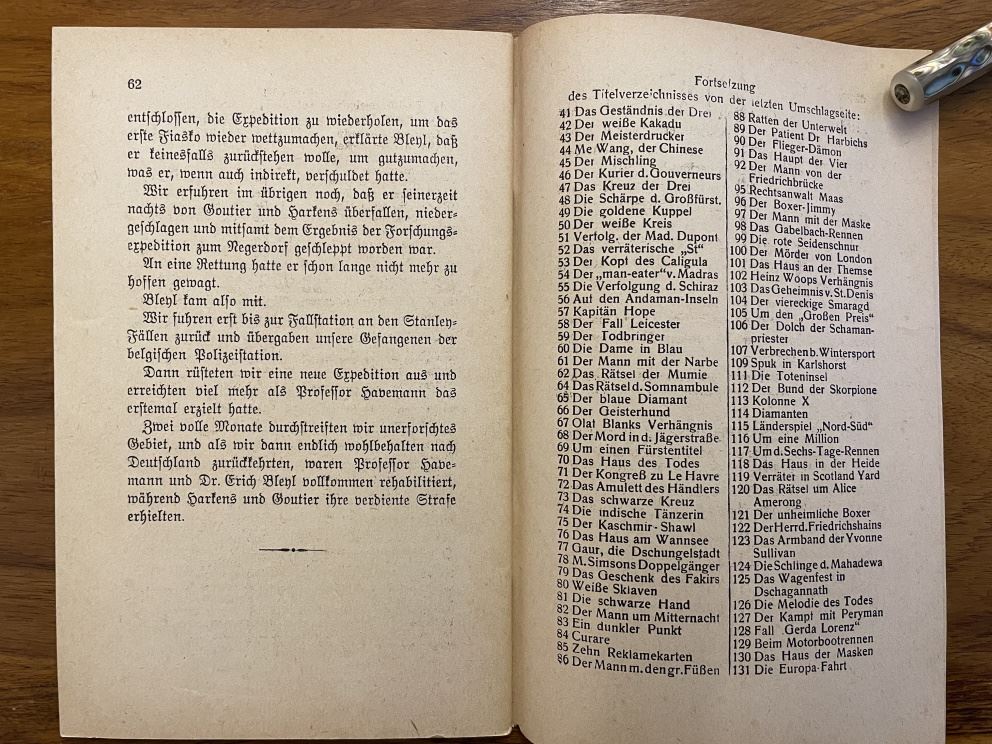 62
entschlossen, die Expedition zu wiederholen, um das
erste Fiasko wieder wettzumachen, erklärte Bleyl, daß
er keinesfalls zurückstehen wolle, um gutzumachen,
was er, wenn auch indirekt, verschuldet hatte.
Wir erfuhren im übrigen noch, daß er seinerzeit
nachts von Goutier und Harkens überfallen, nieder-
geschlagen und mitsamt dem Ergebnis der Forschungs-
expedition zum Negerdorf geschleppt worden war.
An eine Rettung hatte er schon lange nicht mehr zu
hoffen gewagt.
Bleyl kam also mit.
Wir fuhren erst bis zur Fallstation an den Stanley-
Fällen zurück und übergaben unsere Gefangenen der
belgischen Polizeistation.
Dann rüsteten wir eine neue Expedition aus und
erreichten viel mehr als Professor Havemann das
erstemal erzielt hatte.
Zwei volle Monate durchstreiften wir unerforschtes
Gebiet, und als wir dann endlich wohlbehalten nach
Deutschland zurückkehrten, waren Professor Have-
mann und Dr. Erich Bleyl vollkommen rehabilitiert,
während Harkens und Goutier ihre verdiente Strafe
erhielten.
Fortsetzung
des Titelverzeichnisses von der letzten Umschlagseite:
41 Das Geständnis der Drei
42 Der weiße Kakadu
43 Der Meisterdrucker
44 Me Wang, der Chinese
45 Der Mischling
46 Der Kurier d. Gouverneurs
47 Das Kreuz der Drei
48 Die Schärpe d. Großfürst.
49 Die goldene Kuppel
50 Der weiße Kreis
51 Verfolg. der Mad. Dupont
52 Das verräterische „St"
53 Der Kopt des Caligula
54 Der „man-eater" v. Madras
55 Die Verfolgung d. Schiraz
56 Auf den Andaman-Inseln
57 Kapitän Hope
58 Der Fall Leicester
59 Der Todbringer
60 Die Dame in Blau
61 Der Mann mit der Narbe
62 Das Rätsel der Mumie
64 Das Rätsel d. Somnambule
65 Der blaue Diamant
66 Der Geisterhund
67 Olaf Blanks Verhängnis
68 Der Mord in d. Jägerstraße
69 Um einen Fürstentitel
70 Das Haus des Todes
71 Der Kongreß zu Le Havre
72 Das Amulett des Händlers
73 Das schwarze Kreuz
74 Die indische Tänzerin
75 Der Kaschmir-Shawl
76 Das Haus am Wannsee
77 Gaur, die Dschungelstadt
78 M. Simsons Doppelgänger
79 Das Geschenk des Fakirs
80 Weiße Sklaven
81 Die schwarze Hand
82 Der Mann um Mitternacht
83 Ein dunkler Punkt
84 Curare
85 Zehn Reklamekarten
86 Der Mann m. den gr. Füßen
88 Ratten der Unterwelt
89 Der Patient Dr Harbichs
90 Der Flieger-Dämon
91 Das Haupt der Vier
92 Der Mann von der
Friedrichbrücke
95 Rechtsanwalt Maas
96 Der Boxer-Jimmy
97 Der Mann mit der Maske
98 Das Gabelbach-Rennen
99 Die rote Seidenschnur
100 Der Mörder von London
101 Das Haus an der Themse
102 Heinz Woops Verhängnis
103 Das Geheimnis v. St. Denis
104 Der viereckige Smaragd
105 Um den „Großen Preis"
106 Der Dolch der Schaman-
priester
107 Verbrechen b. Wintersport
109 Spuk in Karlshorst
111 Die Toteninsel
112 Der Bund der Skorpione
113 Kolonne X
114 Diamanten
115 Länderspiel „Nord-Süd"
116 Um eine Million
117 Um d. Sechs-Tage-Rennen
118 Das Haus in der Heide
119 Verräter in Scotland Yard
120 Das Rätsel um Alice
Amerong
121 Der unheimliche Boxer
122 Der Herr d. Friedrichshains
123 Das Armband der Yvonne
Sullivan
124 Die Schlinge d. Mahadewa
125 Das Wagenfest in
Dschagannath
126 Die Melodie des Todes
127 Der Kampf mit Peryman
128 Fall „Gerda Lorenz"
129 Beim Motorbootrennen
130 Das Haus der Masken
131 Die Europa-Fahrt